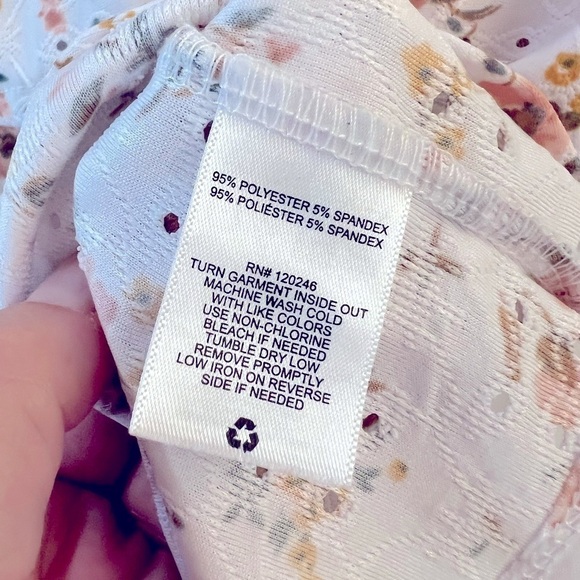 95% POLYESTER 5% SPANDEX
95% POLIÉSTER 5% SPANDEX
RN# 120246
TURN GARMENT INSIDE OUT
MACHINE WASH COLD
WITH LIKE COLORS
USE NON-CHLORINE
BLEACH IF NEEDED
TUMBLE DRY LOW
REMOVE PROMPTLY
LOW IRON ON REVERSE
SIDE IF NEEDED